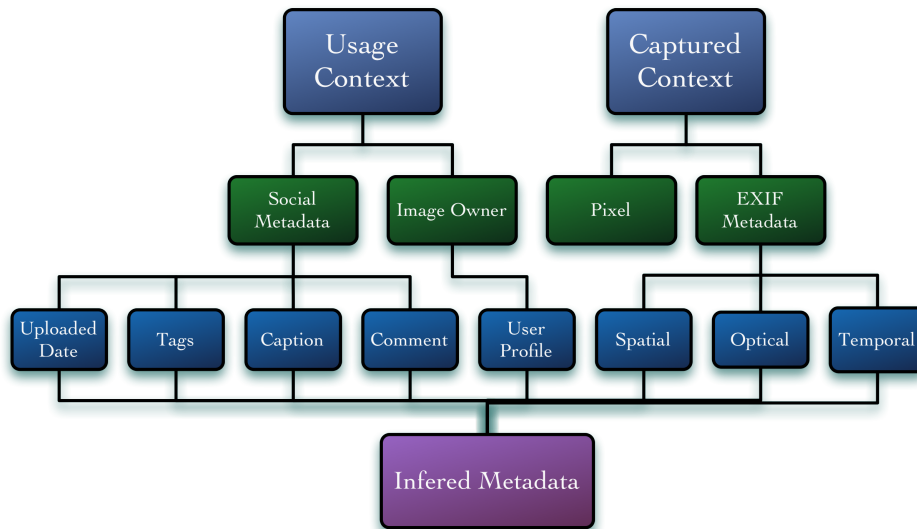 Usage
Context
Captured
Context
Social
Metadata
Image Owner
Pixel
EXIF
Metadata
Uploaded
Date
Tags
Caption
Comment
User
Profile
Spatial
Optical
Temporal
Infered Metadata